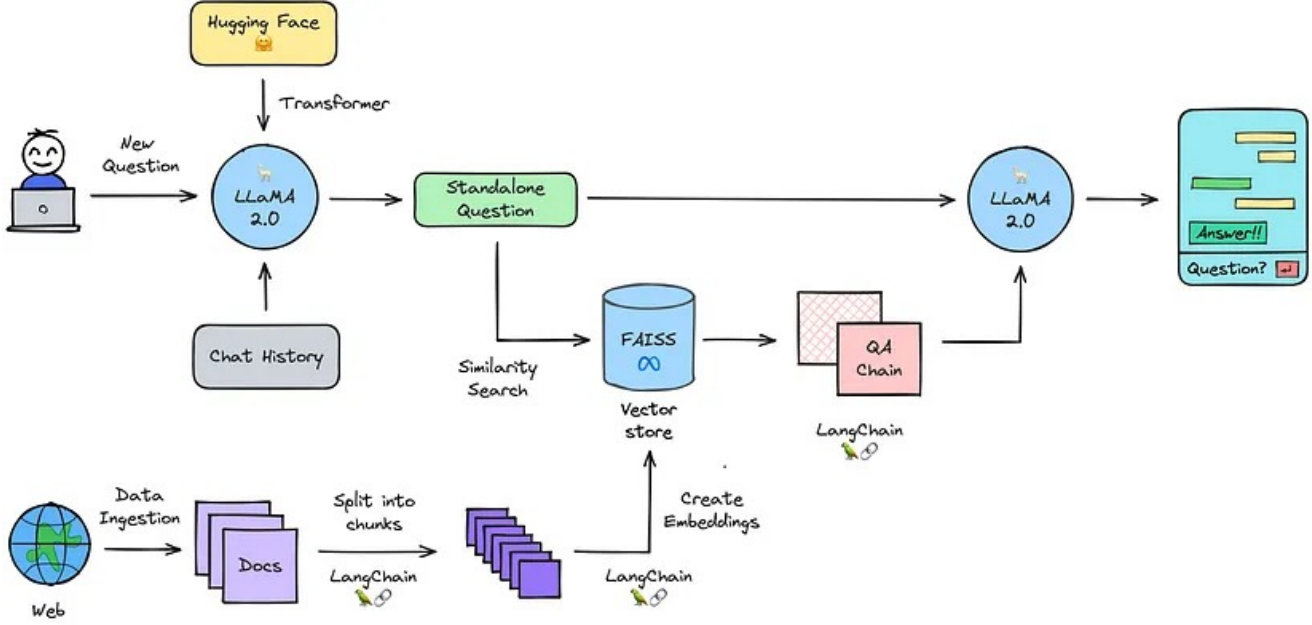 Hugging Face
Transformer
New
Question
LLaMA
2.0
Standalone
Question
LLaMA
2.0
Answer!!
Question?
Chat History
Similarity
Search
FAISS
Vector
store
QA
Chain
LangChain
Web
Data
Ingestion
Docs
Split into
chunks
LangChain
Create
Embeddings
LangChain